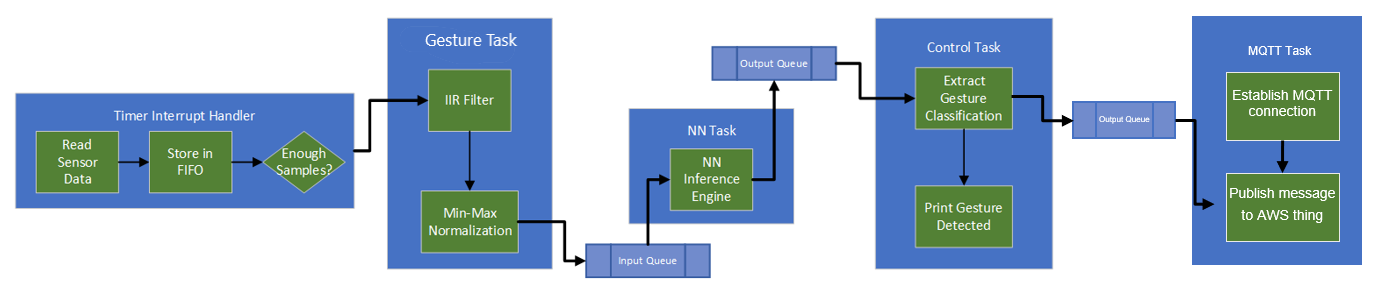 Timer Interrupt Handler
Read
Sensor
Data
Store in
FIFO
Enough
Samples?
Gesture Task
IIR Filter
Min-Max
Normalization
Input Queue
NN Task
NN
Inference
Engine
Output Queue
Control Task
Extract
Gesture
Classification
Print Gesture
Detected
Output Queue
MQTT Task
Establish MQTT
connection
Publish message
to AWS thing